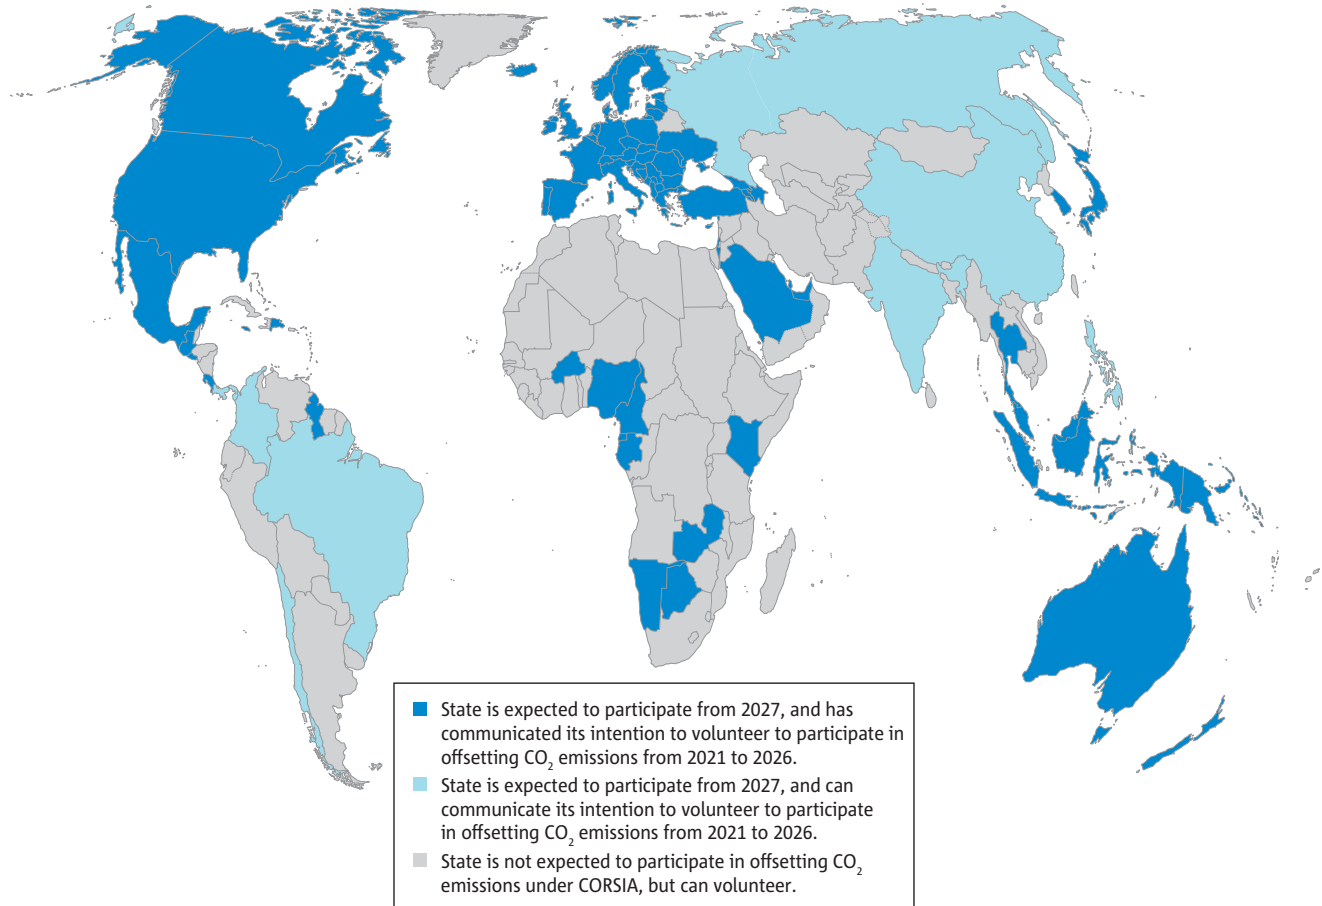 State is expected to participate from 2027, and has
communicated its intention to volunteer to participate in
offsetting CO₂ emissions from 2021 to 2026.
State is expected to participate from 2027, and can
communicate its intention to volunteer to participate
in offsetting CO₂ emissions from 2021 to 2026.
State is not expected to participate in offsetting CO₂
emissions under CORSIA, but can volunteer.